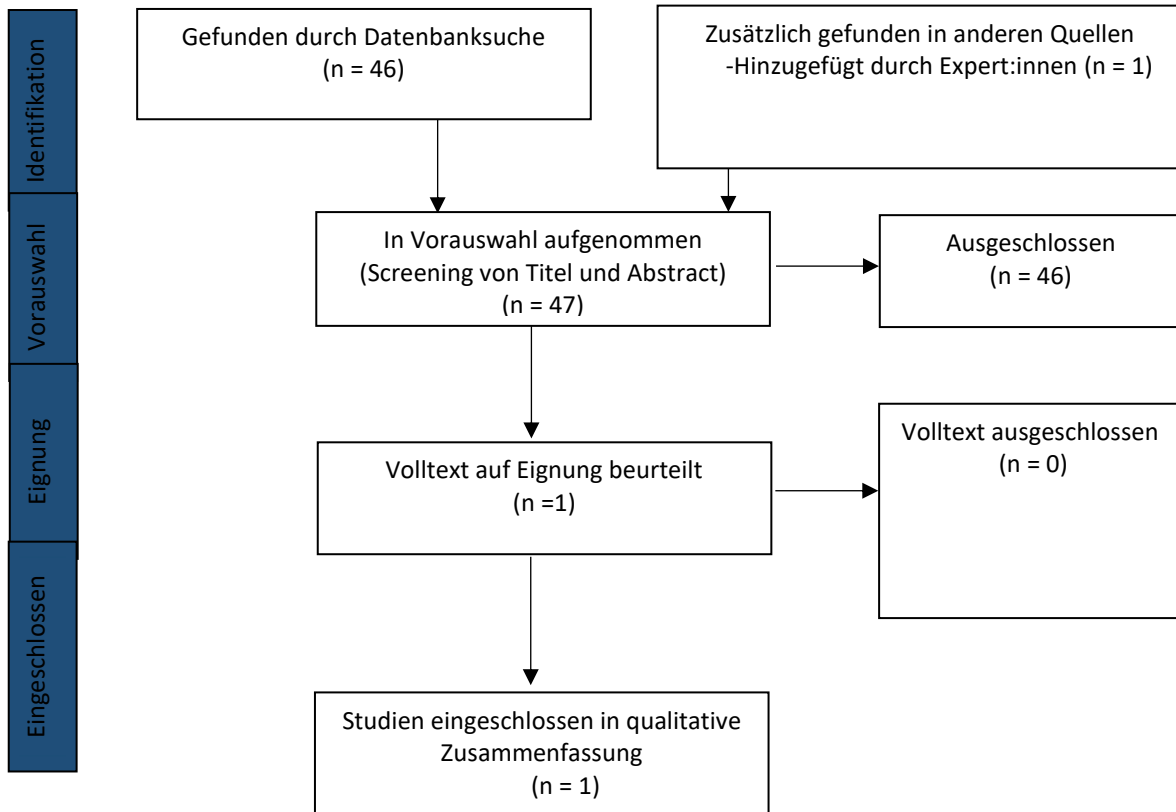 Identifikation
Gefunden durch Datenbanksuche
(n = 46)
Zusätzlich gefunden in anderen Quellen
-Hinzugefügt durch Expert:innen (n = 1)
Vorauswahl
In Vorauswahl aufgenommen
(Screening von Titel und Abstract)
(n = 47)
Ausgeschlossen
(n = 46)
Eignung
Volltext auf Eignung beurteilt
(n =1)
Volltext ausgeschlossen
(n = 0)
Eingeschlossen
Studien eingeschlossen in qualitative
Zusammenfassung
(n = 1)